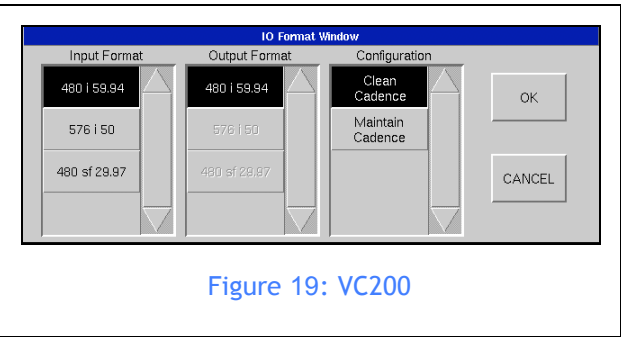 IO Format Window
Input Format
Output Format
Configuration
480 i 59.94
576 i 50
480 sf 29.97
480 i 59.94
576 i 50
480 sf 29.97
Clean
Cadence
Maintain
Cadence
OK
CANCEL
Figure 19: VC200